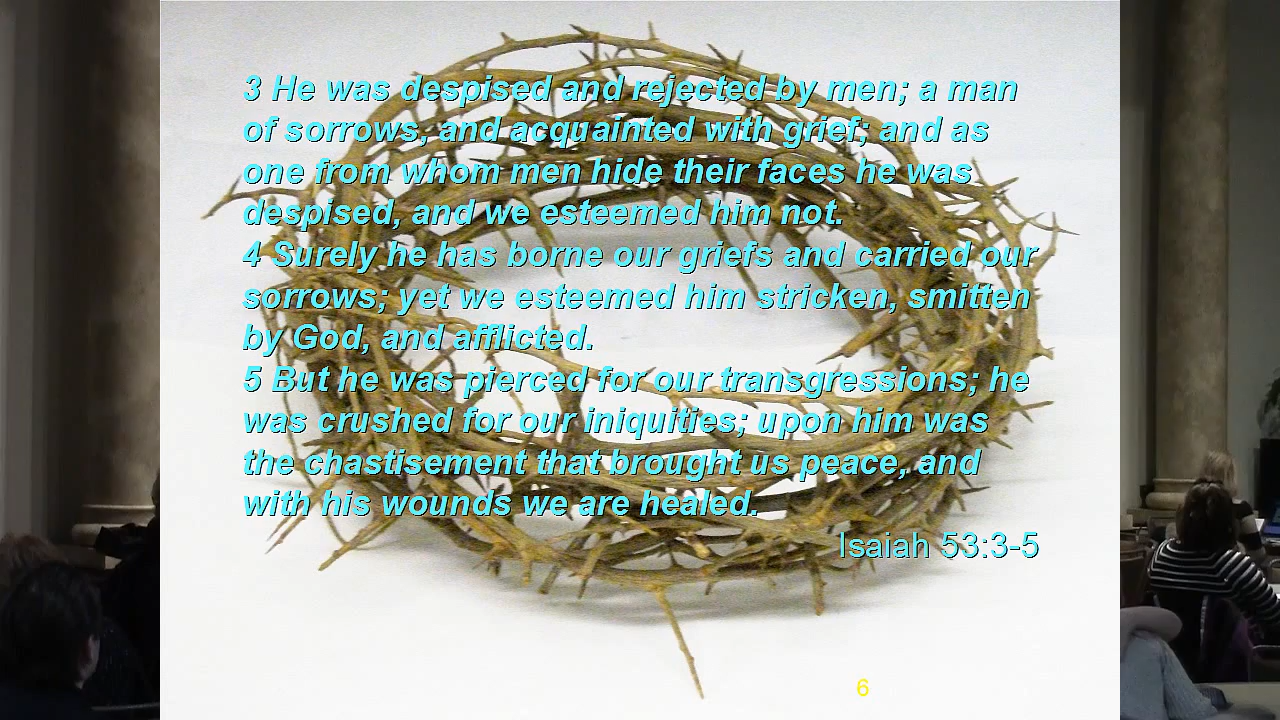 3 He was despised and rejected by men; a man
of sorrows, and acquainted with grief; and as
one from whom men hide their faces he was
despised, and we esteemed him not.
4 Surely he has borne our griefs and carried our
sorrows; yet we esteemed him stricken, smitten
by God, and afflicted.
5 But he was pierced for our transgressions; he
was crushed for our iniquities; upon him was
the chastisement that brought us peace, and
with his wounds we are healed.
Isaiah 53:3-5
6